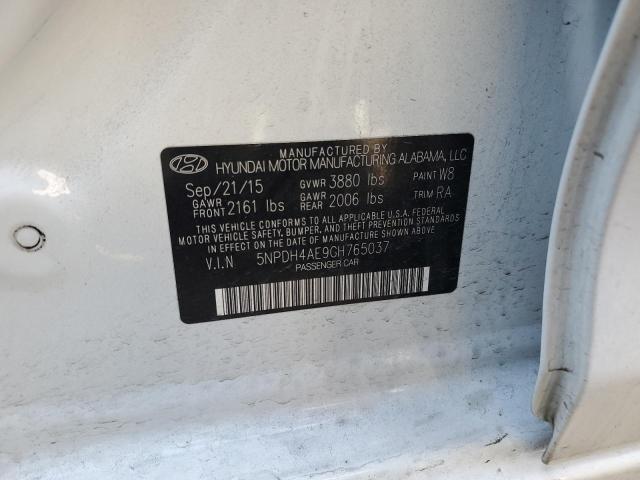 MANUFACTURED BY
HYUNDAI MOTOR MANUFACTURING ALABAMA, LLC
Sep/21/15 GVWR 3880 lbs PAINT W8
GAWR FRONT 2161 lbs GAWR REAR 2006 lbs TRIM RA
THIS VEHICLE CONFORMS TO ALL APPLICABLE U.S.A. FEDERAL
MOTOR VEHICLE SAFETY, BUMPER, AND THEFT PREVENTION
STANDARDS IN EFFECT ON THE DATE OF MANUFACTURE SHOWN ABOVE.
V.I.N 5NPDH4AE9GH765037
PASSENGER CAR